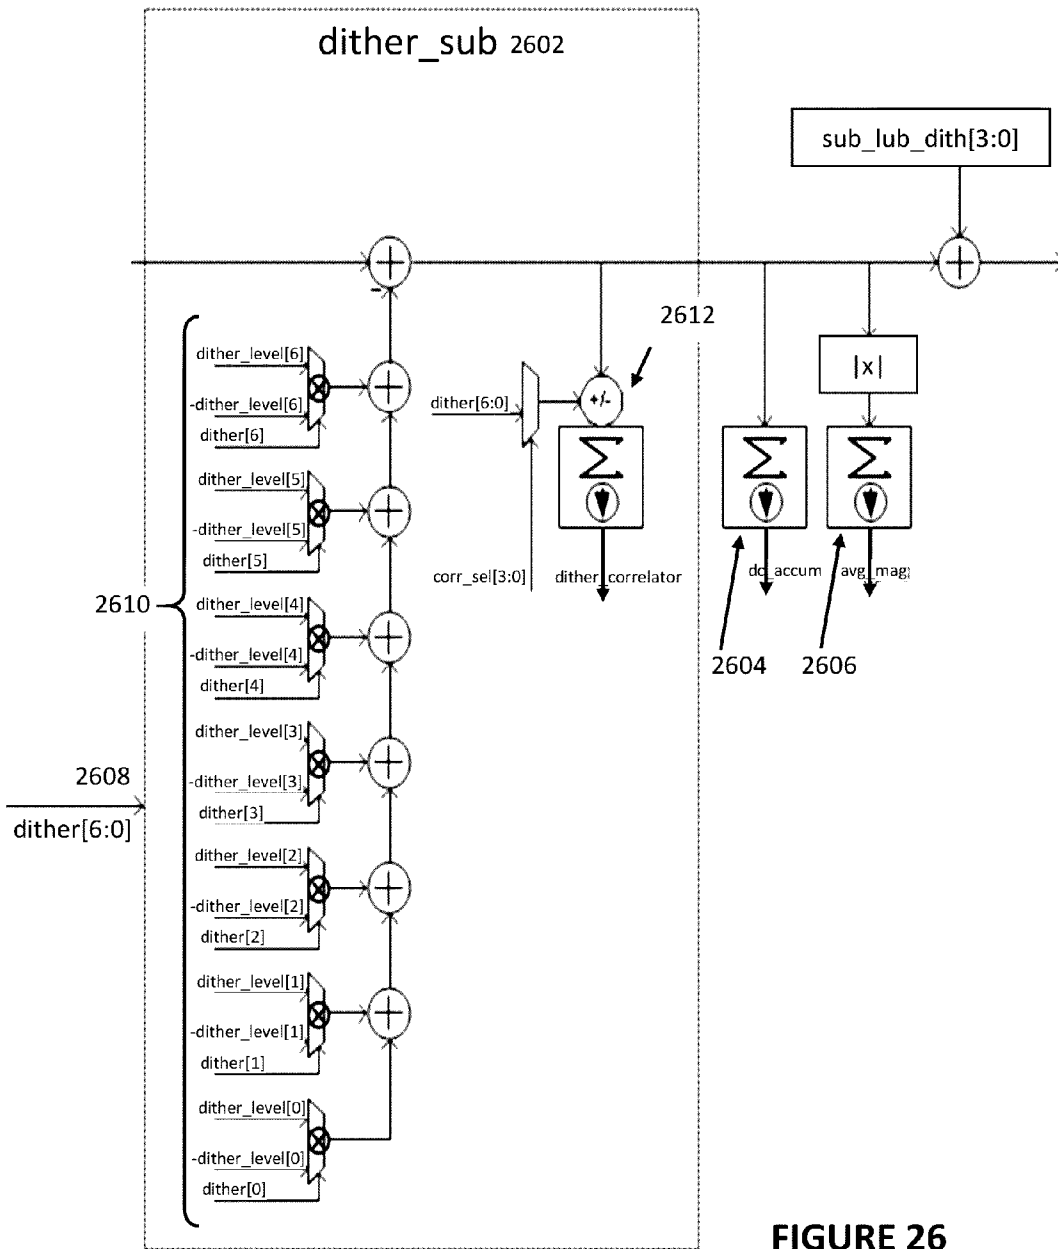 dither_sub 2602
sub_lub_dith[3:0]
+
+
-
2612
dither_level[6]
-dither_level[6]
dither[6]
+
|x|
dither[6:0]
+/-
Σ
Σ
Σ
dither_level[5]
-dither_level[5]
dither[5]
+
corr_sel[3:0]
dither_correlator
dc_accum
avg_mag
2610
dither_level[4]
-dither_level[4]
dither[4]
+
2604
2606
dither_level[3]
-dither_level[3]
dither[3]
+
2608
dither[6:0]
dither_level[2]
-dither_level[2]
dither[2]
+
dither_level[1]
-dither_level[1]
dither[1]
+
dither_level[0]
-dither_level[0]
dither[0]
FIGURE 26